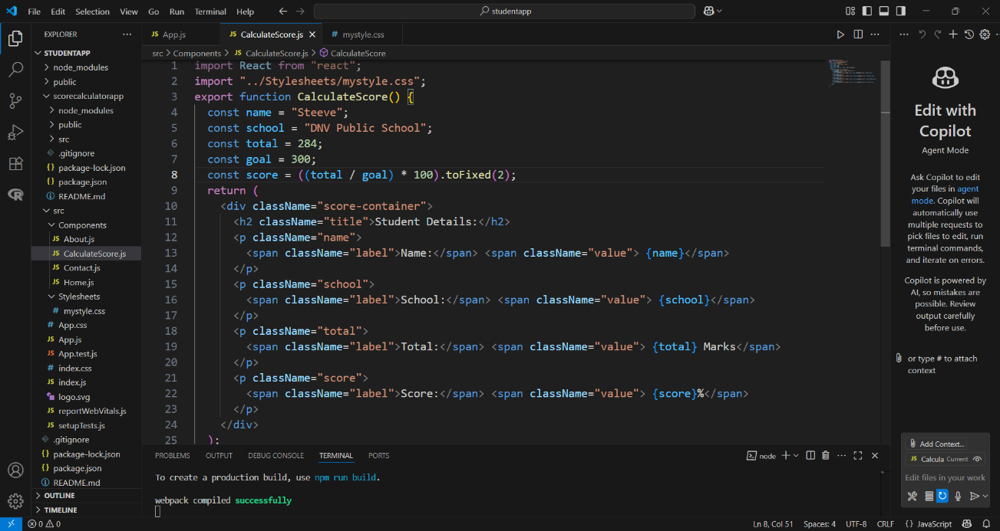 File Edit Selection View Go Run Terminal Help
studentapp
EXPLORER
STUDENTAPP
node_modules
public
scorecalculatorapp
node_modules
public
src
.gitignore
package-lock.json
package.json
README.md
src
Components
About.js
CalculateScore.js
Contact.js
Home.js
Stylesheets
mystyle.css
App.css
App.js
App.test.js
index.css
index.js
logo.svg
reportWebVitals.js
setupTests.js
.gitignore
package-lock.json
package.json
README.md
OUTLINE
TIMELINE
App.js CalculateScore.js mystyle.css
src > Components > JS CalculateScore.js > CalculateScore
1 import React from "react";
2 import "../Stylesheets/mystyle.css";
3 export function CalculateScore() {
4 const name = "Steeve";
5 const school = "DNV Public School";
6 const total = 284;
7 const goal = 300;
8 const score = ((total / goal) * 100).toFixed(2);
9 return (
10 <div className="score-container">
11 <h2 className="title">Student Details:</h2>
12 <p className="name">
13 <span className="label">Name:</span> <span className="value"> {name}</span>
14 </p>
15 <p className="school">
16 <span className="label">School:</span> <span className="value"> {school}</span>
17 </p>
18 <p className="total">
19 <span className="label">Total:</span> <span className="value"> {total} Marks</span>
20 </p>
21 <p className="score">
22 <span className="label">Score:</span> <span className="value"> {score}%</span>
23 </p>
24 </div>
25 );
PROBLEMS OUTPUT DEBUG CONSOLE TERMINAL PORTS
node
To create a production build, use npm run build.
webpack compiled successfully
Edit with
Copilot
Agent Mode
Ask Copilot to edit
your files in agent
mode. Copilot will
automatically use
multiple requests to
pick files to edit, run
terminal commands,
and iterate on errors.
Copilot is powered by
AI, so mistakes are
possible. Review
output carefully
before use.
or type # to attach
context
Add Context...
JS Calcula Current
Edit files in your work
0 0
Ln 8, Col 51 Spaces: 4 UTF-8 CRLF {} JavaScript